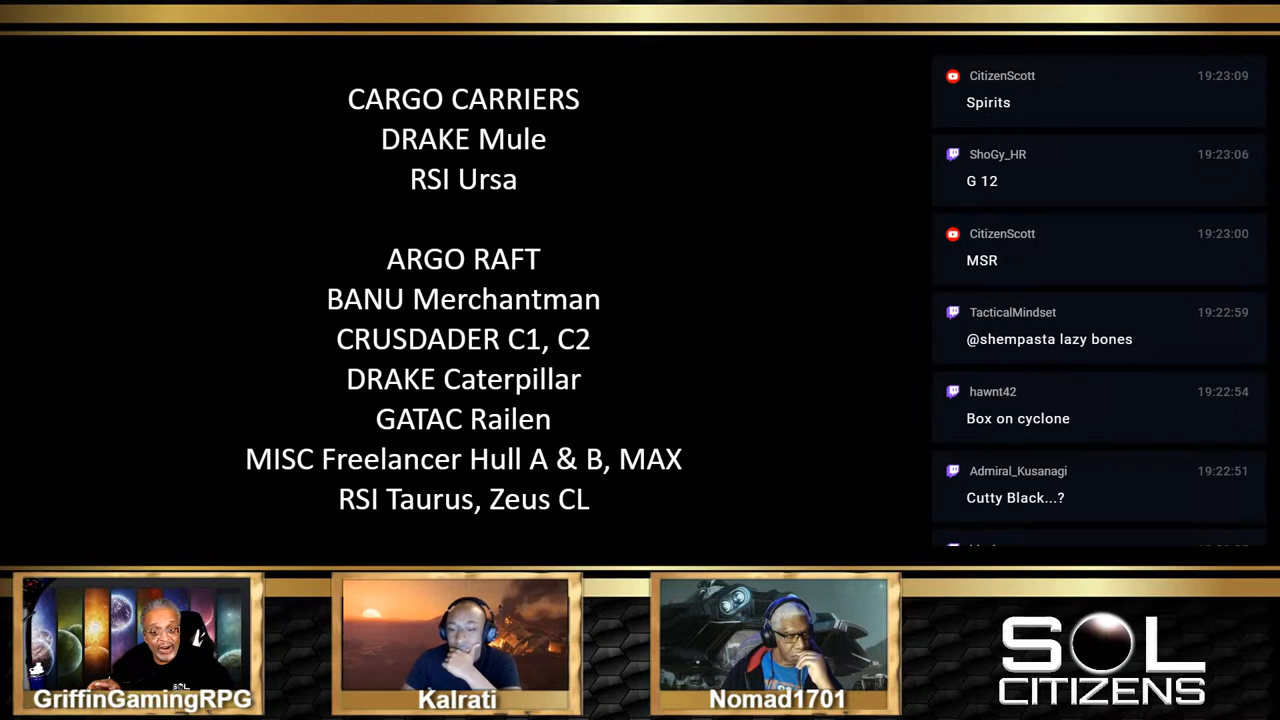 CARGO CARRIERS
DRAKE Mule
RSI Ursa
ARGO RAFT
BANU Merchantman
CRUSDADER C1, C2
DRAKE Caterpillar
GATAC Railen
MISC Freelancer Hull A & B, MAX
RSI Taurus, Zeus CL
CitizenScott 19:23:09
Spirits
ShoGy_HR 19:23:06
G 12
CitizenScott 19:23:00
MSR
TacticalMindset 19:22:59
@shempasta lazy bones
hawnt42 19:22:54
Box on cyclone
Admiral_Kusanagi 19:22:51
Cutty Black...?
GriffinGamingRPG
Kalrati
Nomad1701
SOL
CITIZENS